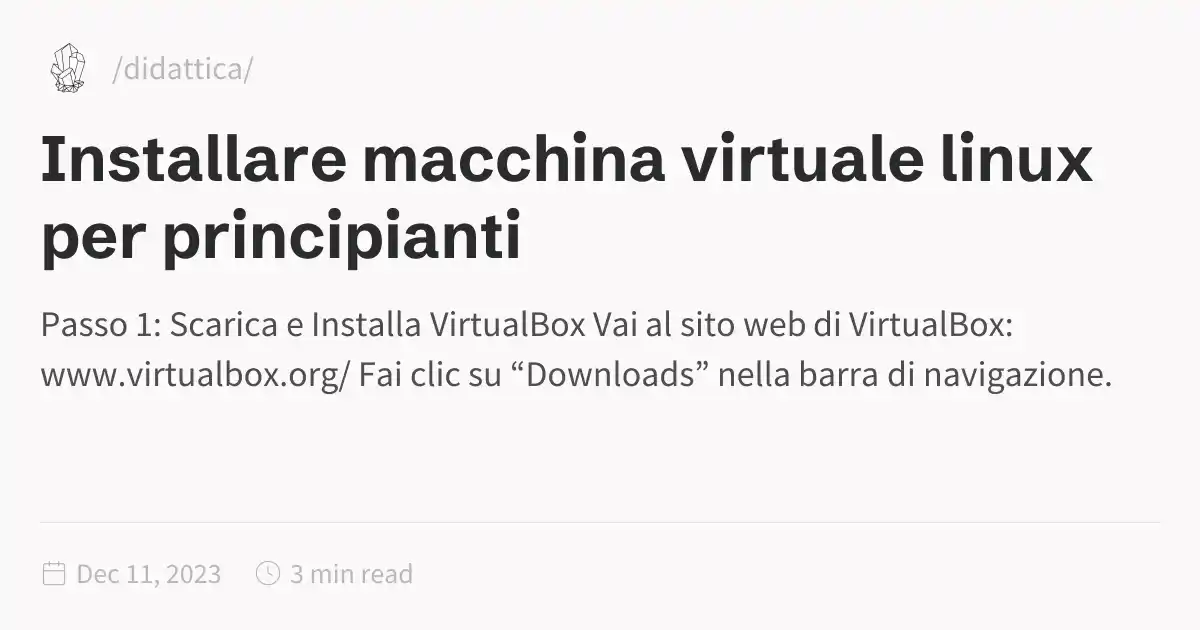 /didattica/
Installare macchina virtuale linux
per principianti
Passo 1: Scarica e Installa VirtualBox Vai al sito web di VirtualBox:
www.virtualbox.org/ Fai clic su “Downloads” nella barra di navigazione.
Dec 11, 2023 3 min read